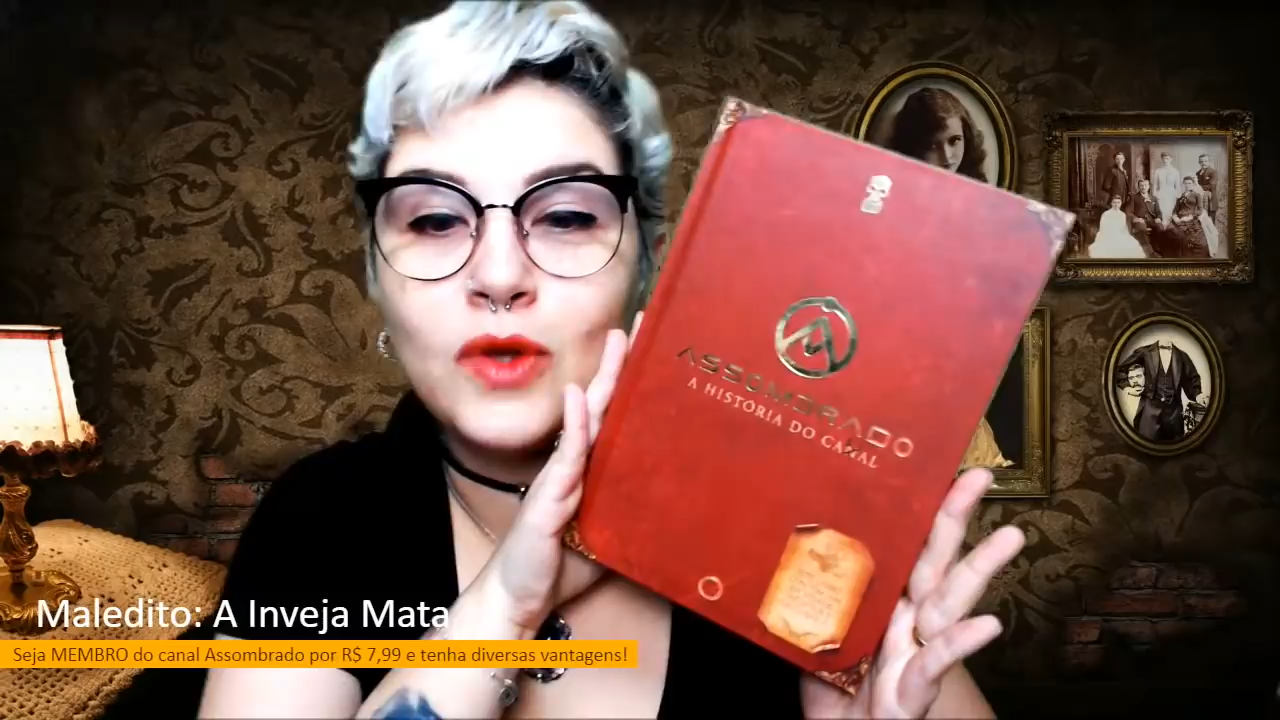 ASSOMBRADO
A HISTÓRIA DO CANAL
Maledito: A Inveja Mata
Seja MEMBRO do canal Assombrado por R$ 7,99 e tenha diversas vantagens!